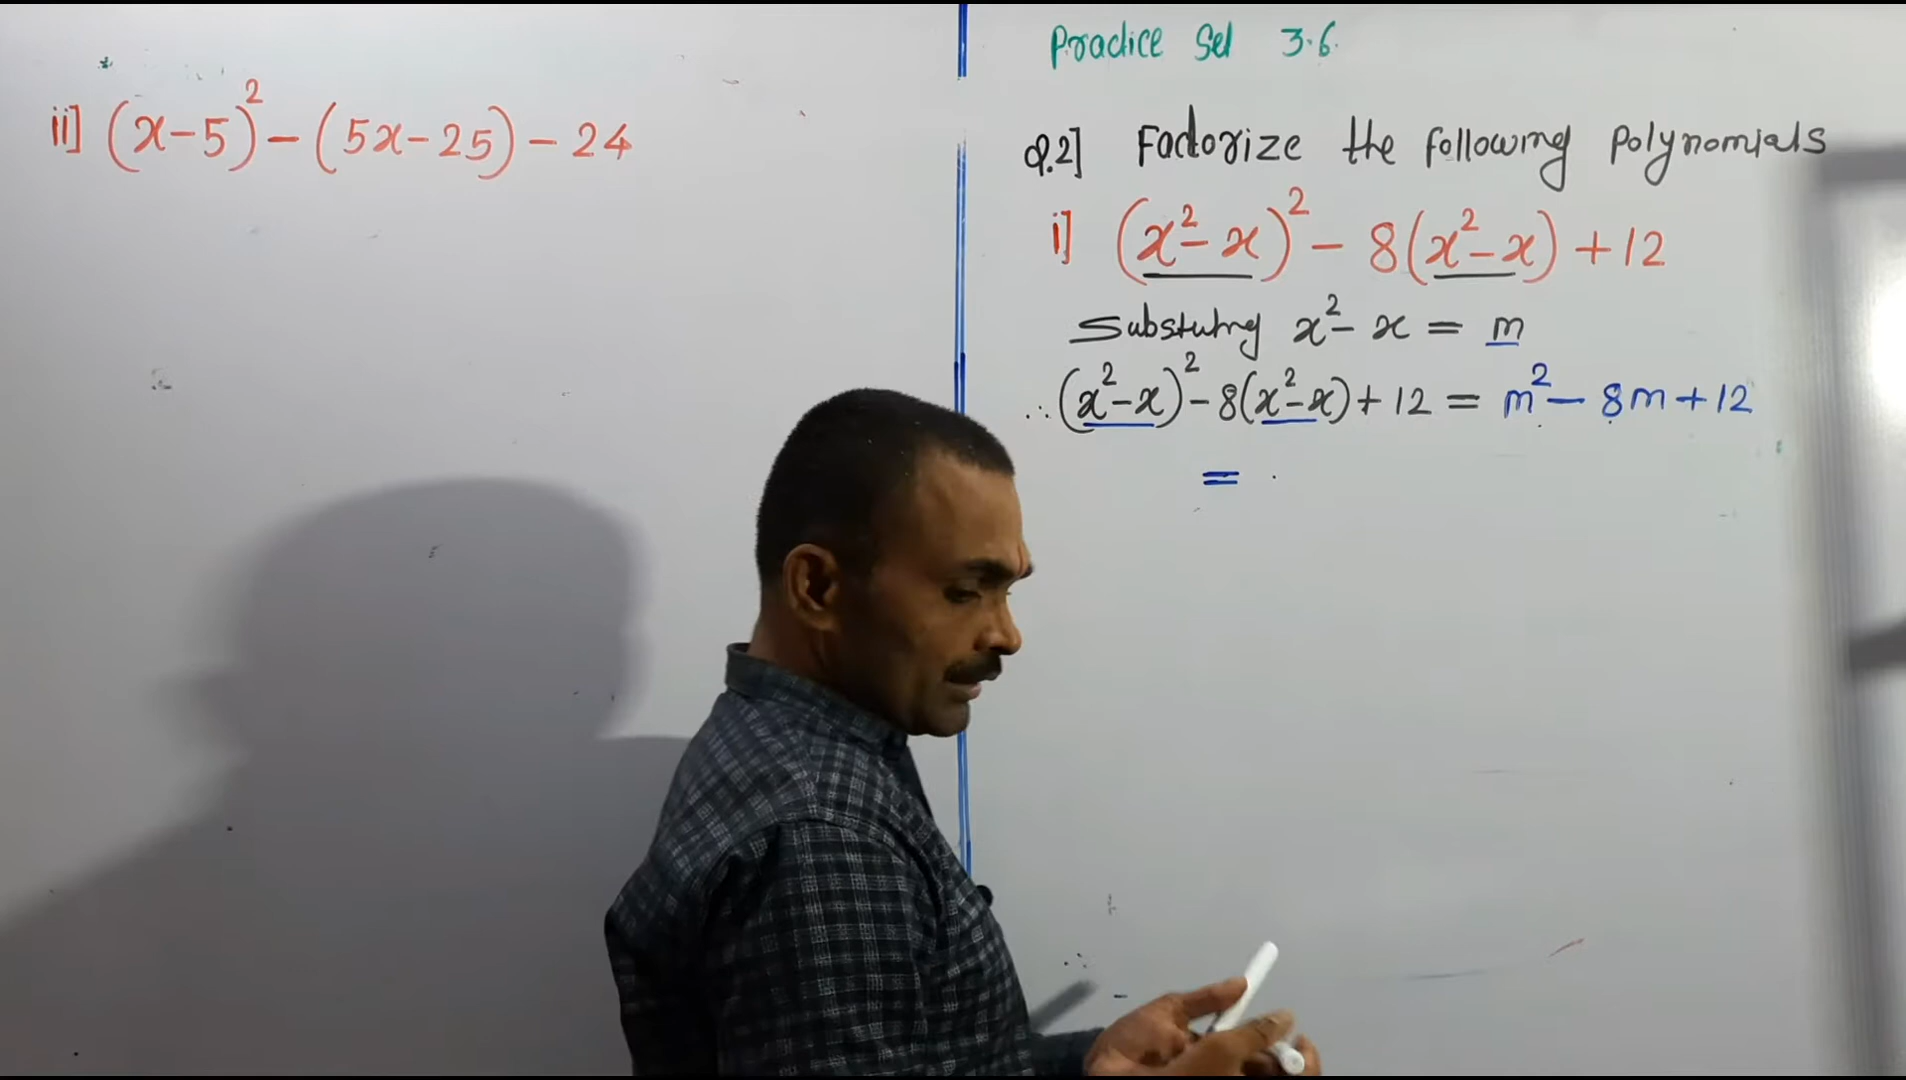 Practice Set 3.6
ii] (x-5)² - (5x-25) - 24
Q.2] Factorize the following Polynomials
i] (x²-x)² - 8(x²-x) + 12
Substutng x²-x = m
∴ (x²-x)² - 8(x²-x) + 12 = m² - 8m + 12
=